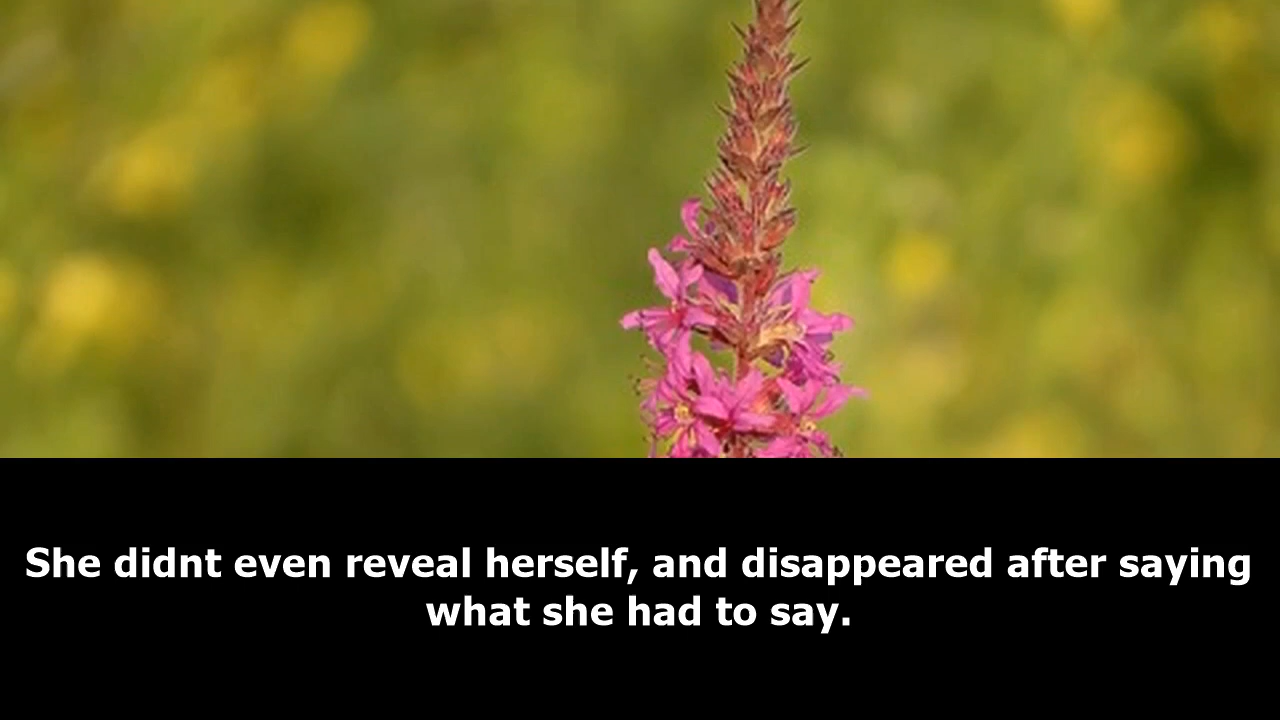 She didnt even reveal herself, and disappeared after saying
what she had to say.